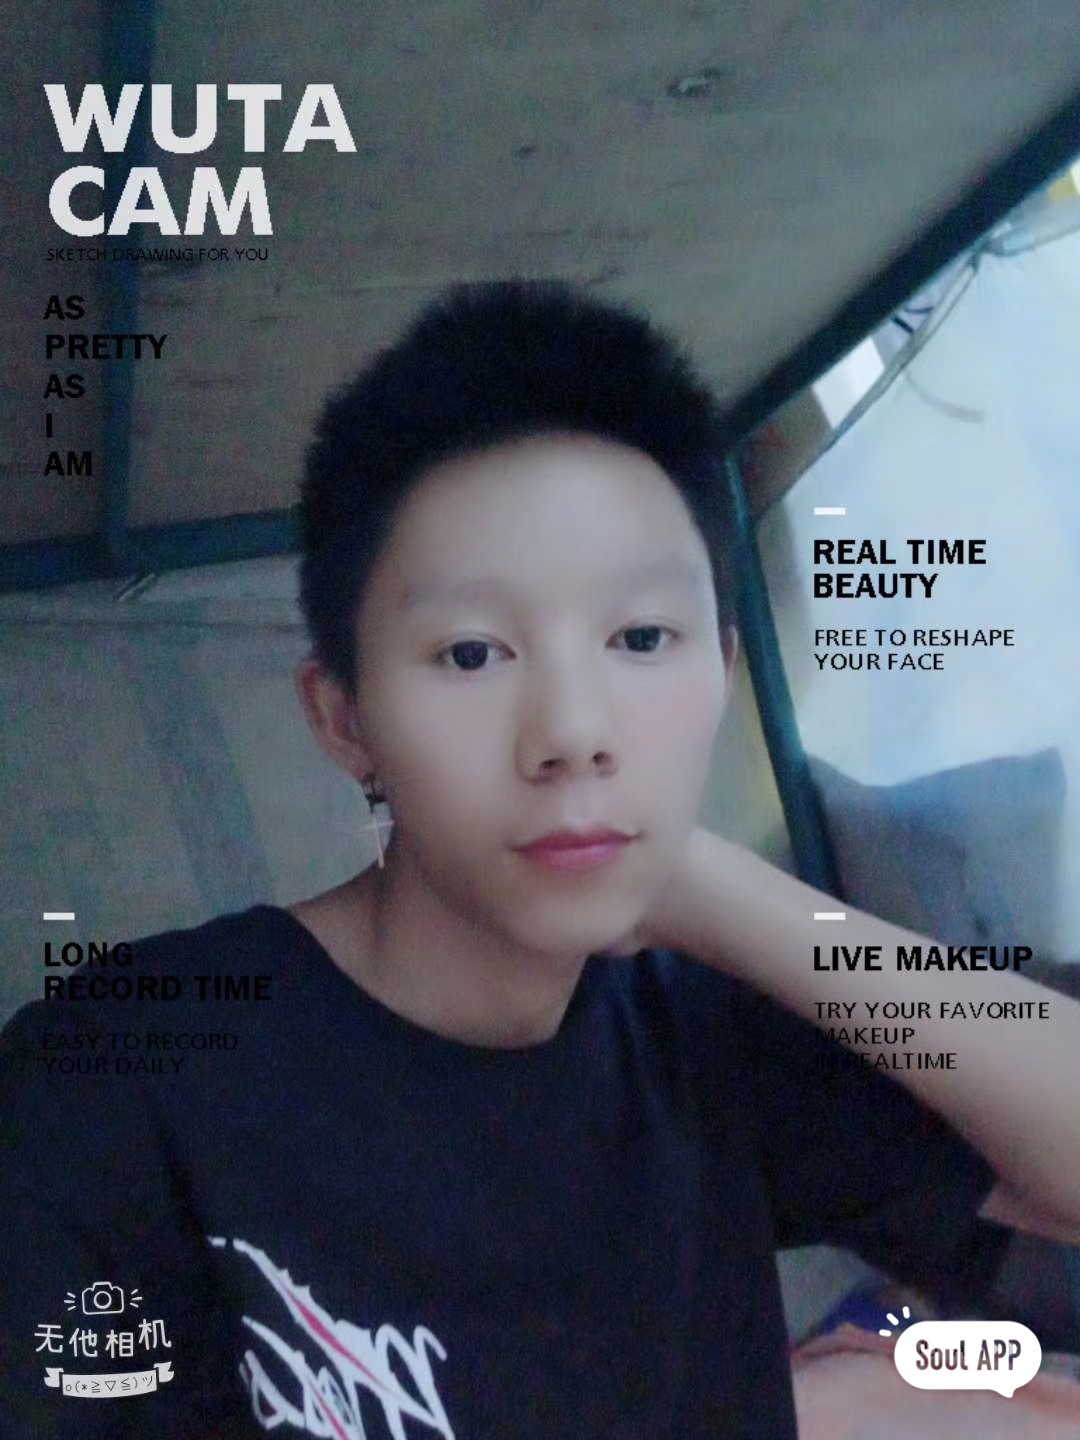 WUTA
CAM
SKETCH DRAWING FOR YOU
AS
PRETTY
AS
I
AM
REAL TIME
BEAUTY
FREE TO RESHAPE
YOUR FACE
LONG
RECORD TIME
EASY TO RECORD
YOUR DAILY
LIVE MAKEUP
TRY YOUR FAVORITE
MAKEUP
IN REALTIME
无他相机
o(*≧▽≦)ツ
Soul APP